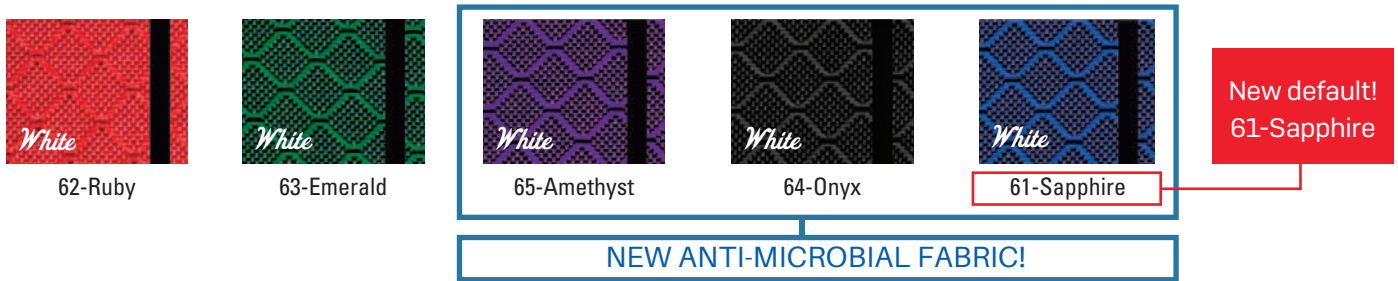 White
White
White
White
White
New default!
61-Sapphire
62-Ruby
63-Emerald
65-Amethyst
64-Onyx
61-Sapphire
NEW ANTI-MICROBIAL FABRIC!